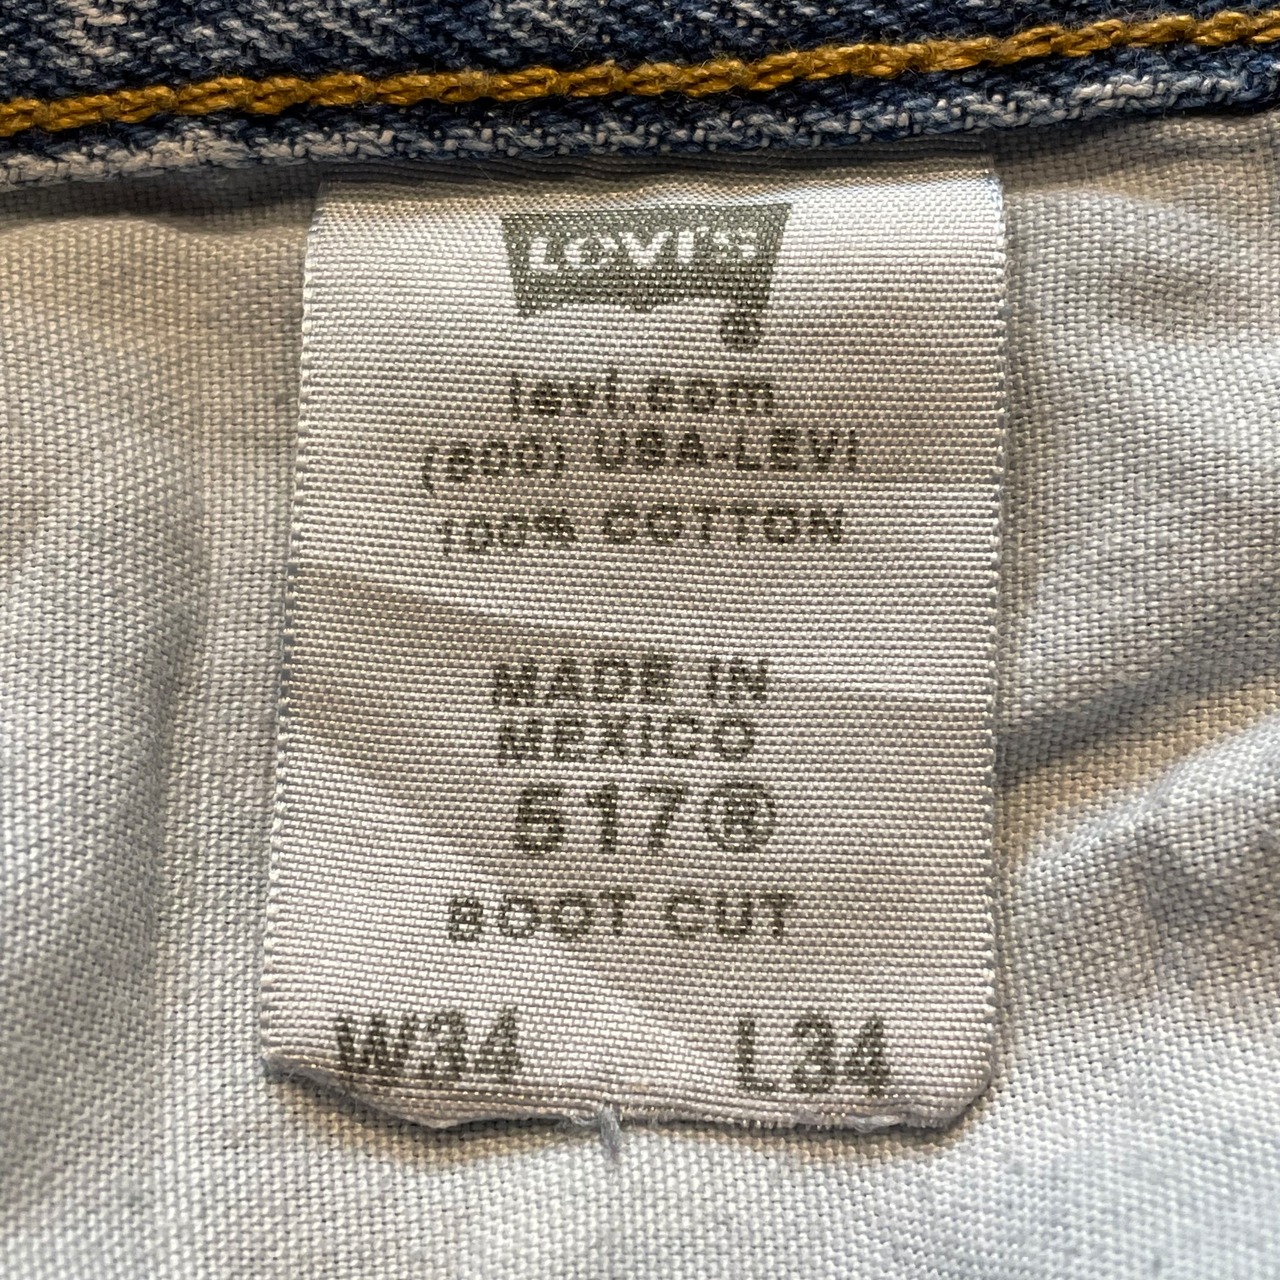 LEVI'S
®
levi.com
(800) USA-LEVI
100% COTTON
MADE IN
MEXICO
517®
BOOT CUT
W34 L34